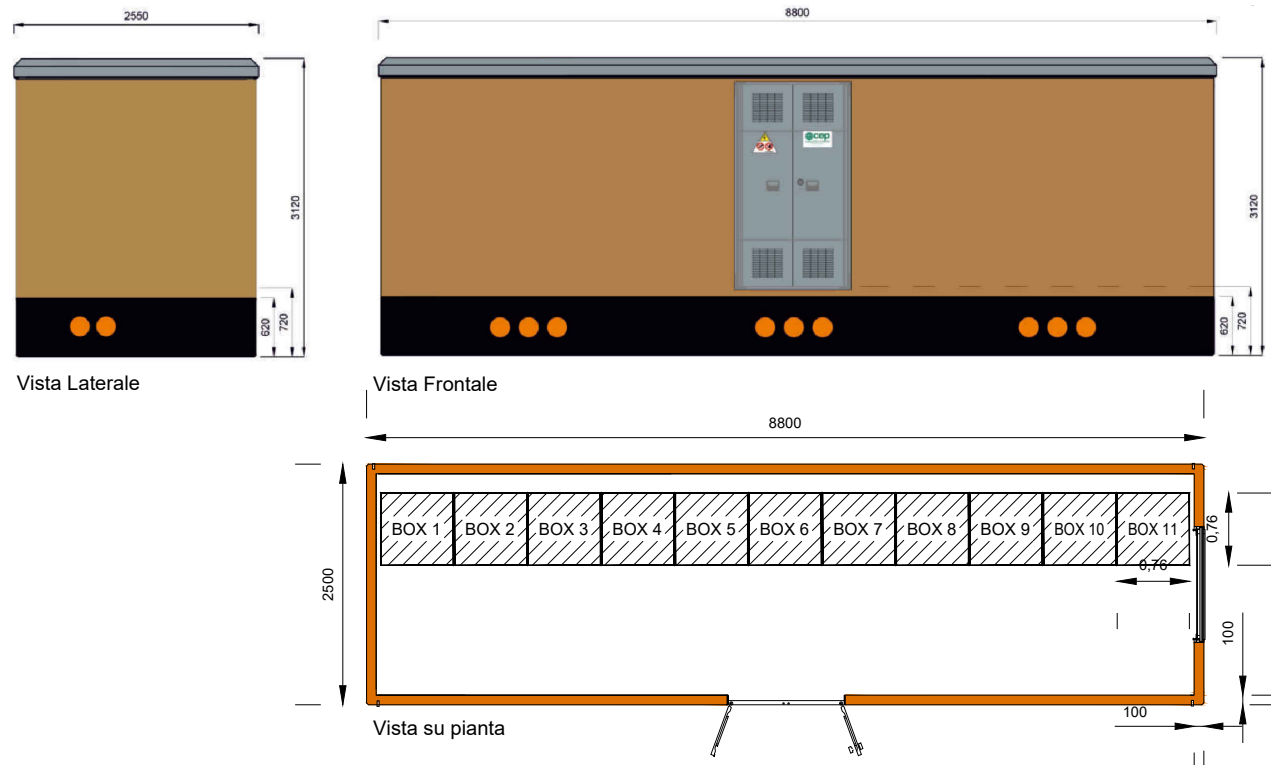 2550
8800
cep
3120
620
720
3120
620
720
Vista Laterale
Vista Frontale
8800
2500
BOX 1
BOX 2
BOX 3
BOX 4
BOX 5
BOX 6
BOX 7
BOX 8
BOX 9
BOX 10
BOX 11
0,76
0,76
100
100
Vista su pianta